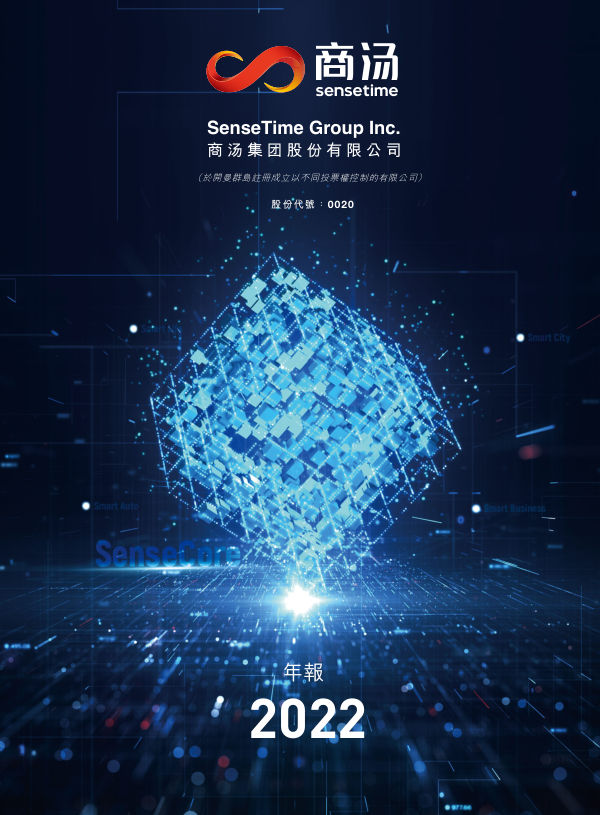 商汤
sensetime
SenseTime Group Inc.
商汤集团股份有限公司
（於開曼群島註冊成立以不同投票權控制的有限公司）
股份代號：0020
Smart City
Smart Auto
Smart Business
SenseCore
年報
2022